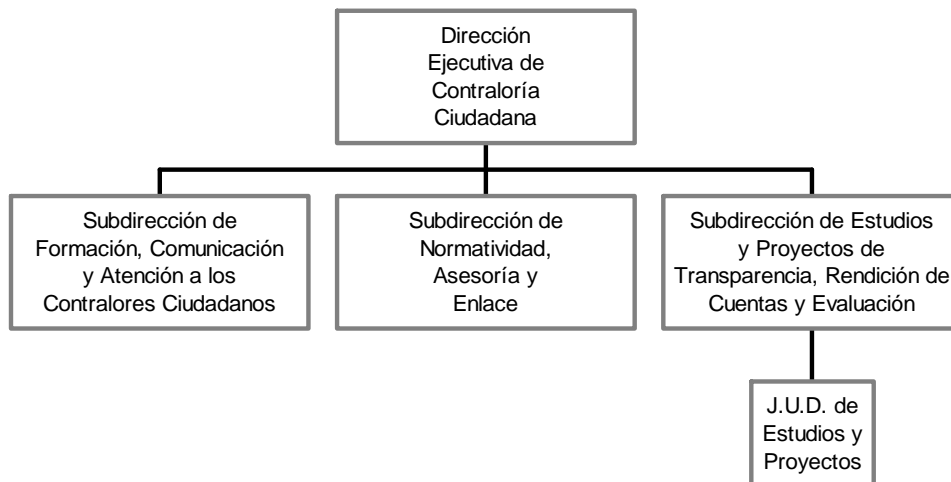 Dirección
Ejecutiva de
Contraloría
Ciudadana
Subdirección de
Formación, Comunicación
y Atención a los
Contralores Ciudadanos
Subdirección de
Normatividad,
Asesoría y
Enlace
Subdirección de Estudios
y Proyectos de
Transparencia, Rendición de
Cuentas y Evaluación
J.U.D. de
Estudios y
Proyectos